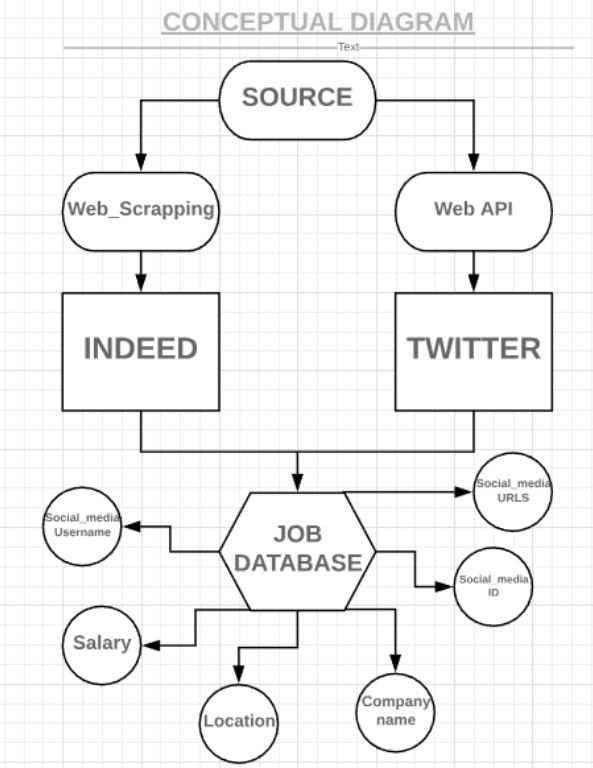 CONCEPTUAL DIAGRAM
Text
SOURCE
Web_Scrapping
Web API
INDEED
TWITTER
Social_media
URLS
Social_media
Username
JOB
DATABASE
Social_media
ID
Salary
Location
Company
name